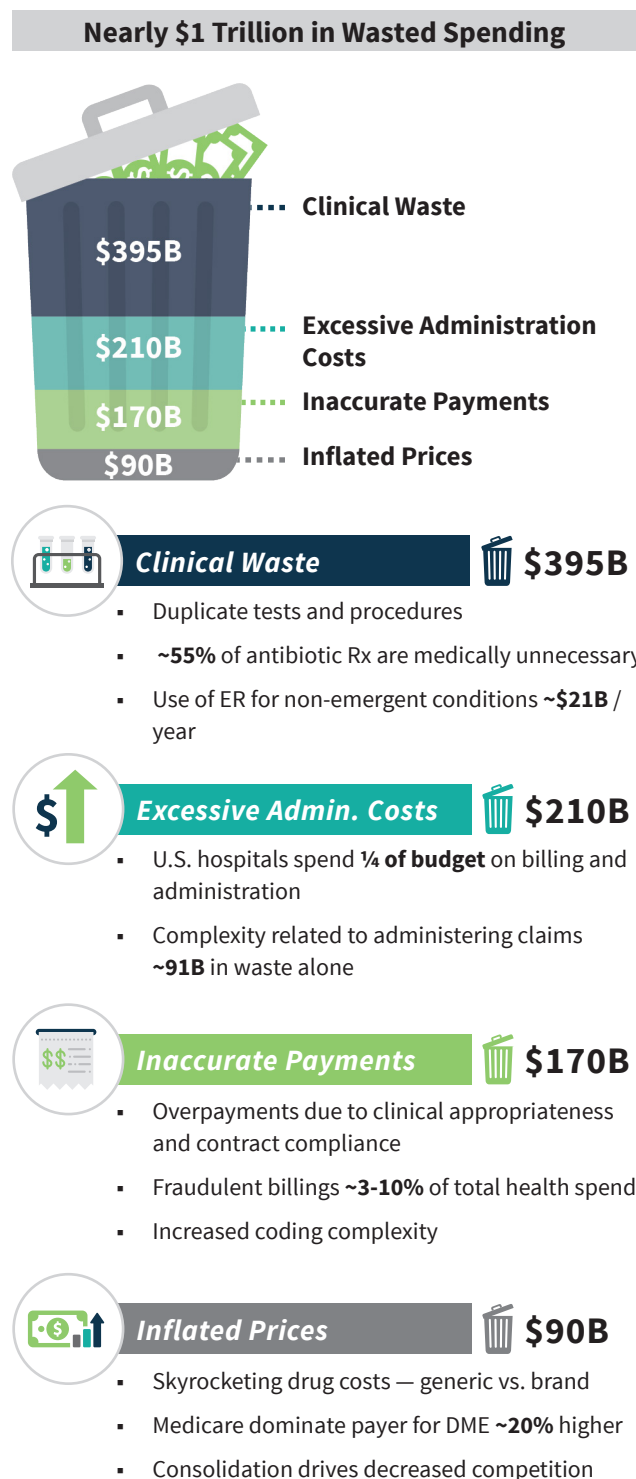 Nearly $1 Trillion in Wasted Spending
$395B
Clinical Waste
$210B
Excessive Administration
Costs
$170B
Inaccurate Payments
$90B
Inflated Prices
Clinical Waste
$395B
▪ Duplicate tests and procedures
▪ ~55% of antibiotic Rx are medically unnecessary
▪ Use of ER for non-emergent conditions ~$21B /
year
$
Excessive Admin. Costs
$210B
▪ U.S. hospitals spend ¼ of budget on billing and
administration
▪ Complexity related to administering claims
~91B in waste alone
$$
Inaccurate Payments
$170B
▪ Overpayments due to clinical appropriateness
and contract compliance
▪ Fraudulent billings ~3-10% of total health spend
▪ Increased coding complexity
$
Inflated Prices
$90B
▪ Skyrocketing drug costs — generic vs. brand
▪ Medicare dominate payer for DME ~20% higher
▪ Consolidation drives decreased competition